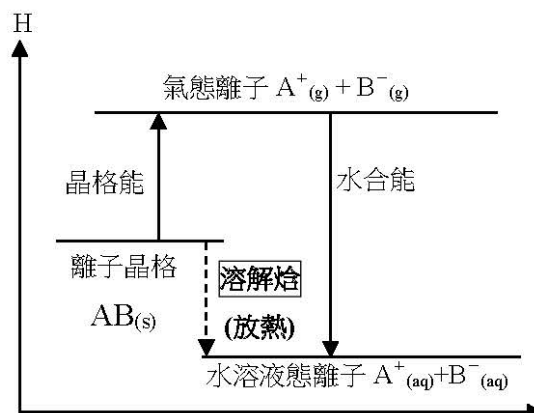 H
氣態離子 A⁺(g) + B⁻(g)
晶格能
水合能
離子晶格
AB(s)
溶解焓
(放熱)
水溶液態離子 A⁺(aq)+B⁻(aq)